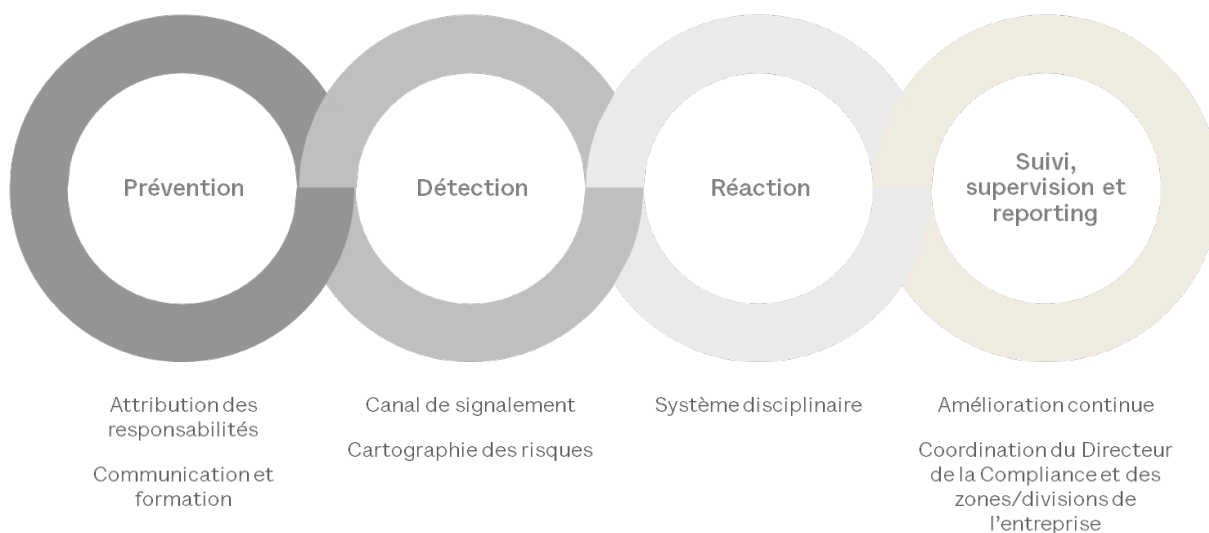 Prévention
Détection
Réaction
Suivi,
supervision et
reporting
Attribution des
responsabilités
Communication et
formation
Canal de signalement
Cartographie des risques
Système disciplinaire
Amélioration continue
Coordination du Directeur
de la Compliance et des
zones/divisions de
l'entreprise